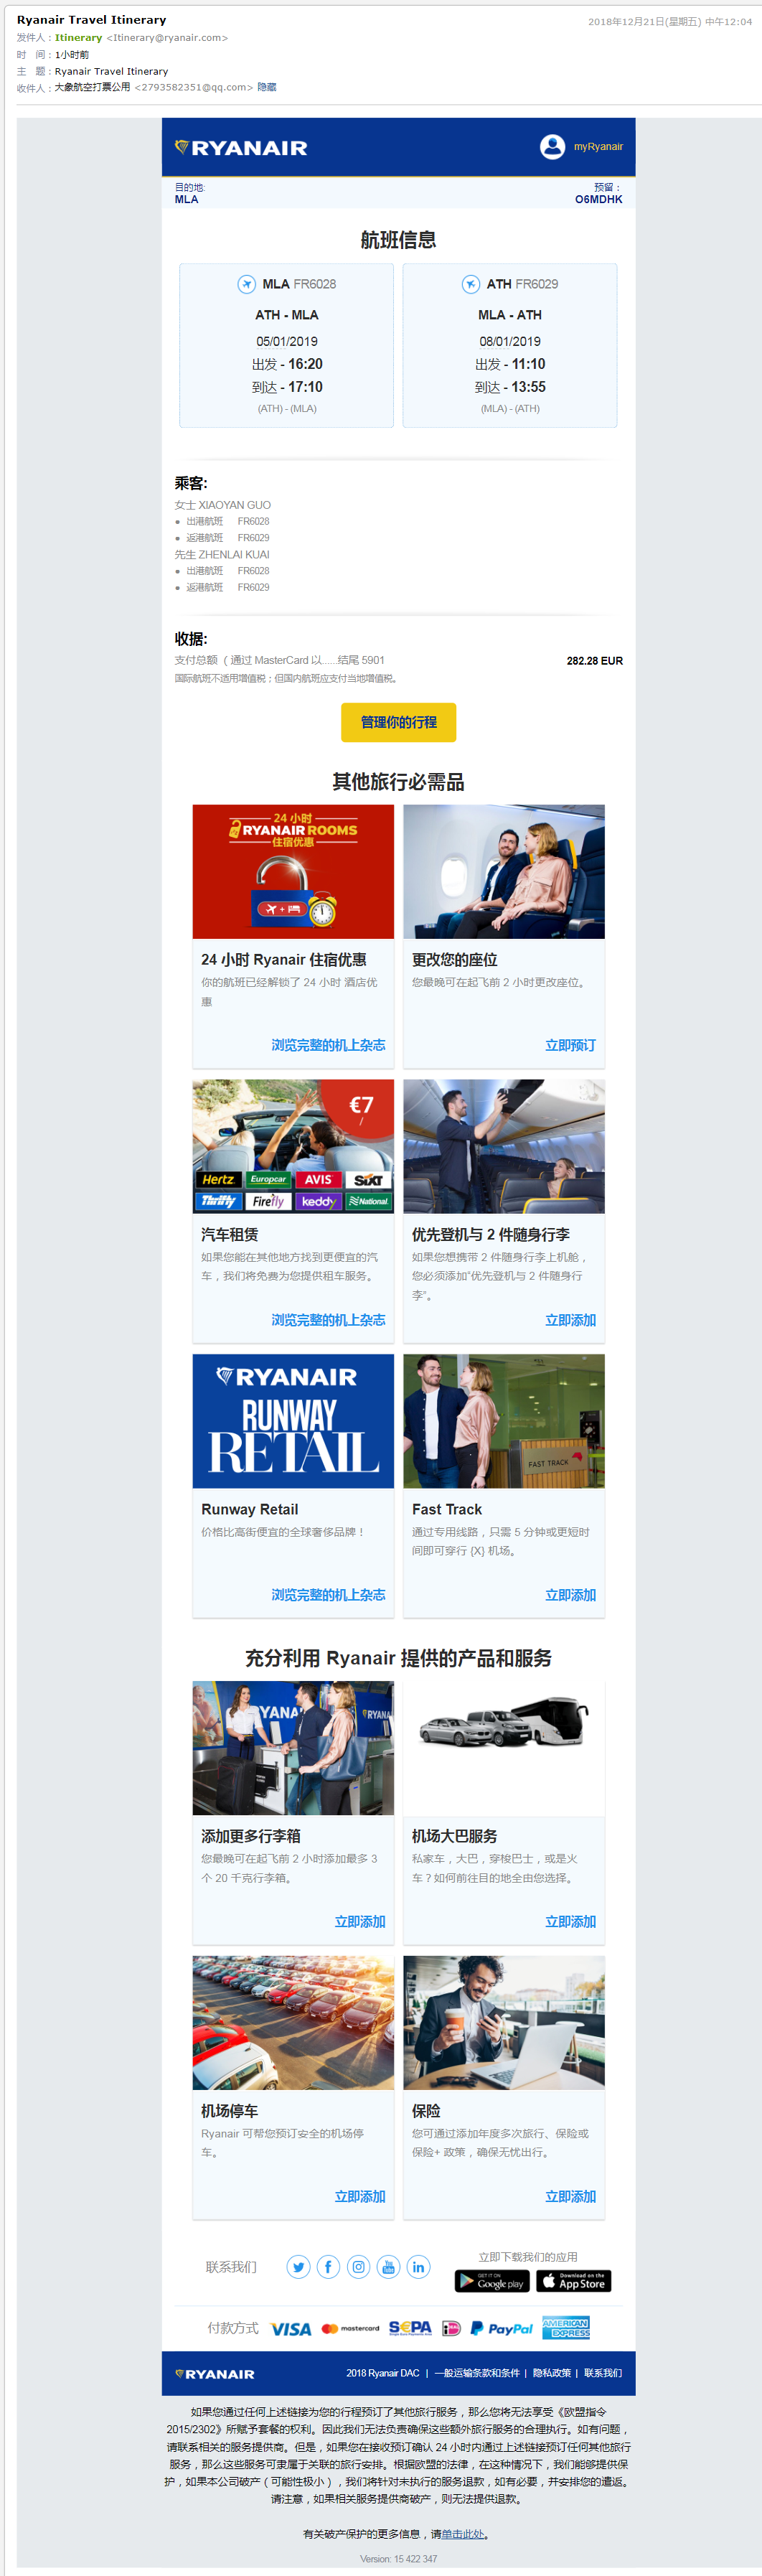 Ryanair Travel Itinerary
2018年12月21日(星期五) 中午12:04
发件人：Itinerary <Itinerary@ryanair.com>
时 间：1小时前
主 题：Ryanair Travel Itinerary
收件人：大象航空打票公用 <2793582351@qq.com> 隐藏
RYANAIR
myRyanair
目的地:
MLA
预留：
O6MDHK
航班信息
MLA FR6028
ATH - MLA
05/01/2019
出发 - 16:20
到达 - 17:10
(ATH) - (MLA)
ATH FR6029
MLA - ATH
08/01/2019
出发 - 11:10
到达 - 13:55
(MLA) - (ATH)
乘客:
女士 XIAOYAN GUO
• 出港航班 FR6028
• 返港航班 FR6029
先生 ZHENLAI KUAI
• 出港航班 FR6028
• 返港航班 FR6029
收据:
支付总额 （通过 MasterCard 以......结尾 5901
282.28 EUR
国际航班不适用增值税；但国内航班应支付当地增值税。
管理你的行程
其他旅行必需品
24 小时
RYANAIR ROOMS
住宿优惠
24 小时 Ryanair 住宿优惠
你的航班已经解锁了 24 小时 酒店优
惠
浏览完整的机上杂志
更改您的座位
您最晚可在起飞前 2 小时更改座位。
立即预订
€7
/
Hertz Europcar AVIS SiXT
Thrifty Firefly keddy National
汽车租赁
如果您能在其他地方找到更便宜的汽
车，我们将免费为您提供租车服务。
浏览完整的机上杂志
优先登机与 2 件随身行李
如果您想携带 2 件随身行李上机舱，
您必须添加“优先登机与 2 件随身行
李”。
立即添加
RYANAIR
RUNWAY
RETAIL
Runway Retail
价格比高街便宜的全球奢侈品牌！
浏览完整的机上杂志
FAST TRACK
Fast Track
通过专用线路，只需 5 分钟或更短时
间即可穿行 {X} 机场。
立即添加
充分利用 Ryanair 提供的产品和服务
添加更多行李箱
您最晚可在起飞前 2 小时添加最多 3
个 20 千克行李箱。
立即添加
机场大巴服务
私家车，大巴，穿梭巴士，或是火
车？如何前往目的地全由您选择。
立即添加
机场停车
Ryanair 可帮您预订安全的机场停
车。
立即添加
保险
您可通过添加年度多次旅行、保险或
保险+ 政策，确保无忧出行。
立即添加
联系我们
立即下载我们的应用
GET IT ON
Google play
Download on the
App Store
付款方式 VISA mastercard SEPA iDEAL PayPal AMERICAN EXPRESS
RYANAIR
2018 Ryanair DAC | 一般运输条款和条件 | 隐私政策 | 联系我们
如果您通过任何上述链接为您的行程预订了其他旅行服务，那么您将无法享受《欧盟指令
2015/2302》所赋予套餐的权利。因此我们无法负责确保这些额外旅行服务的合理执行。如有问题，
请联系相关的服务提供商。但是，如果您在接收预订确认 24 小时内通过上述链接预订任何其他旅行
服务，那么这些服务可隶属于关联的旅行安排。根据欧盟的法律，在这种情况下，我们能够提供保
护，如果本公司破产（可能性极小），我们将针对未执行的服务退款，如有必要，并安排您的遣返。
请注意，如果相关服务提供商破产，则无法提供退款。
有关破产保护的更多信息，请单击此处。
Version: 15 422 347